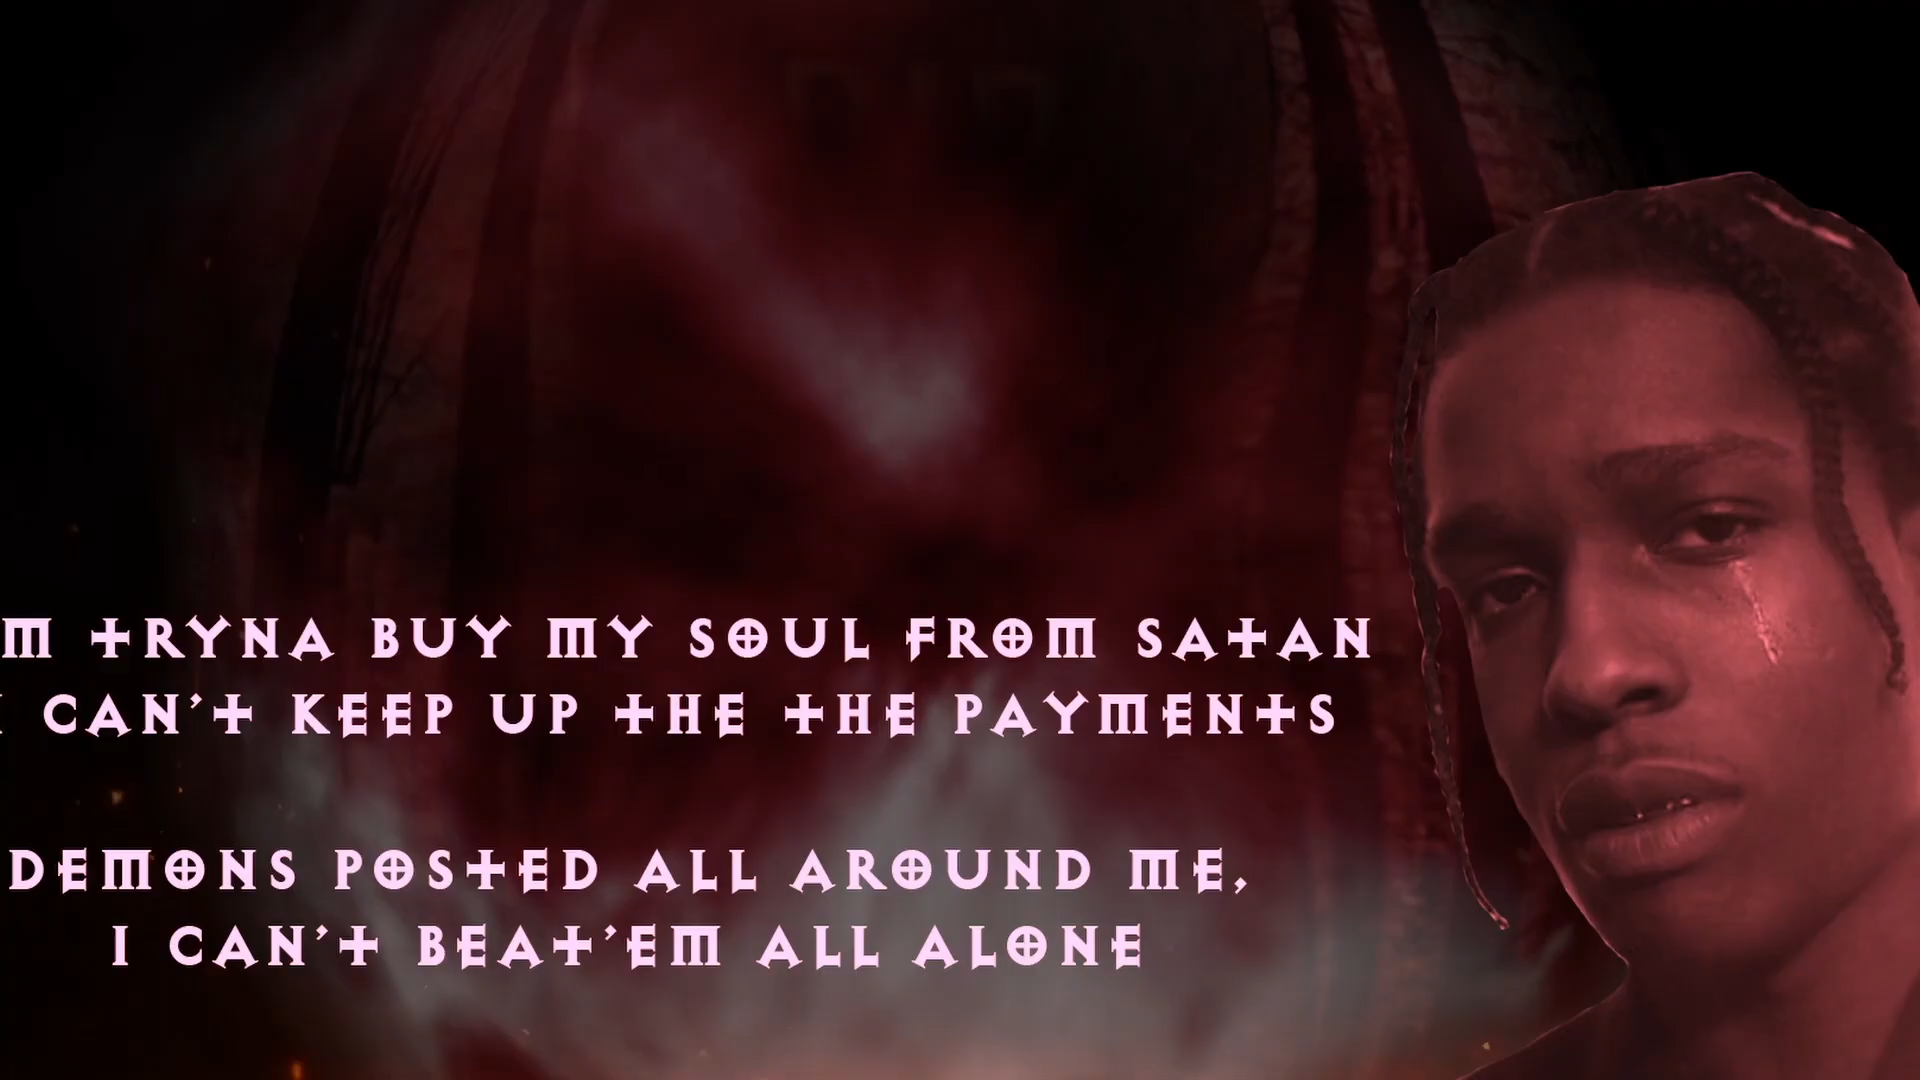 M TRYNA BUY MY SOUL FROM SATAN
I CAN'T KEEP UP THE THE PAYMENTS
DEMONS POSTED ALL AROUND ME,
I CAN'T BEAT'EM ALL ALONE